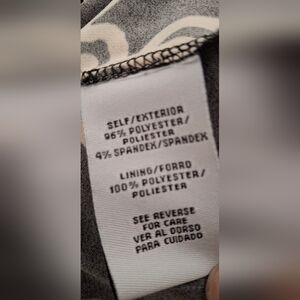 SELF/EXTERIOR
96% POLYESTER/
POLIESTER
4% SPANDEX/SPANDEX
LINING/FORRO
100% POLYESTER/
POLIESTER
SEE REVERSE
FOR CARE
VER AL DORSO
PARA CUIDADO